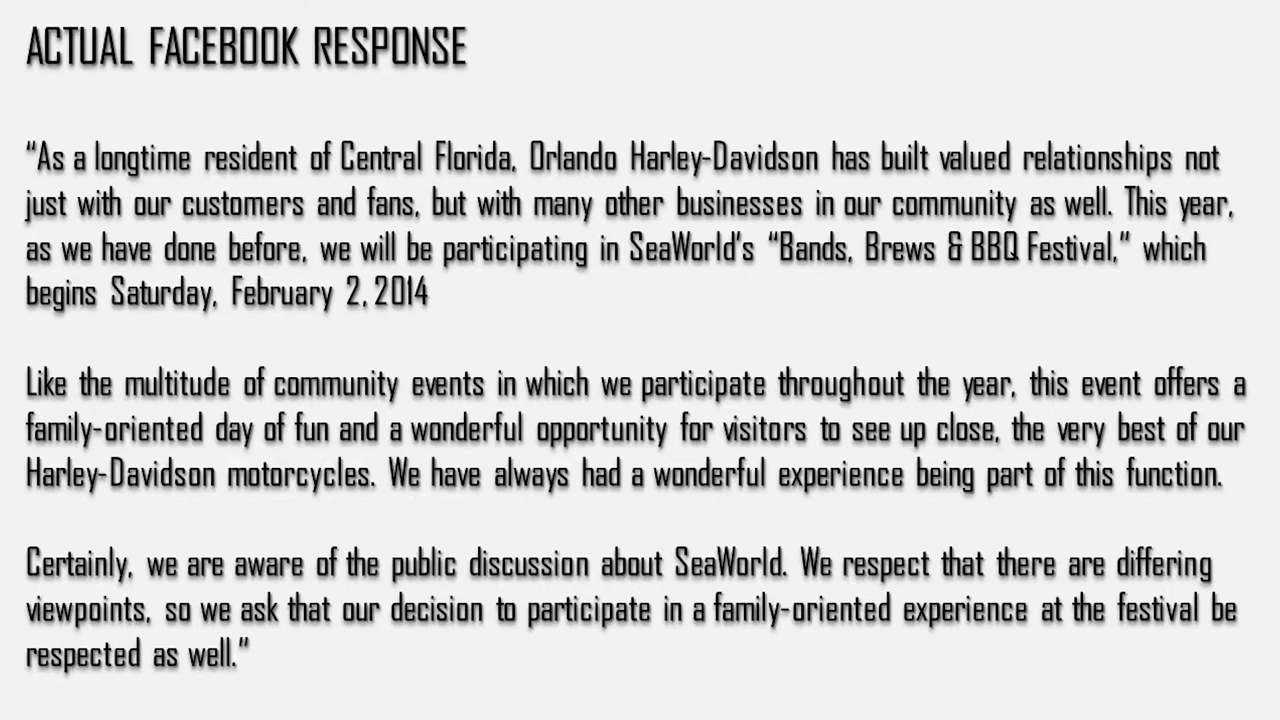 ACTUAL FACEBOOK RESPONSE
“As a longtime resident of Central Florida, Orlando Harley-Davidson has built valued relationships not
just with our customers and fans, but with many other businesses in our community as well. This year,
as we have done before, we will be participating in SeaWorld’s “Bands, Brews & BBQ Festival,” which
begins Saturday, February 2, 2014
Like the multitude of community events in which we participate throughout the year, this event offers a
family-oriented day of fun and a wonderful opportunity for visitors to see up close, the very best of our
Harley-Davidson motorcycles. We have always had a wonderful experience being part of this function.
Certainly, we are aware of the public discussion about SeaWorld. We respect that there are differing
viewpoints, so we ask that our decision to participate in a family-oriented experience at the festival be
respected as well.”